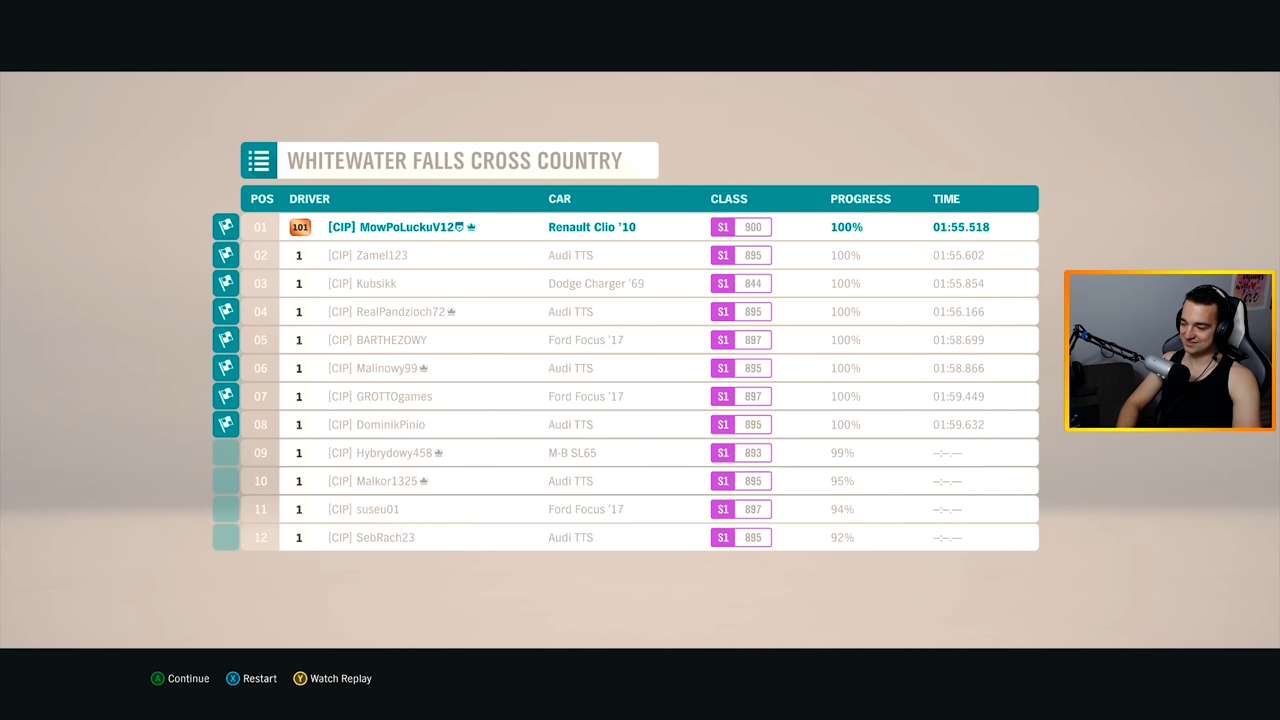 WHITEWATER FALLS CROSS COUNTRY
POS DRIVER CAR CLASS PROGRESS TIME
01 101 [CIP] MowPoLuckuV12 Renault Clio '10 S1 900 100% 01:55.518
02 1 [CIP] Zamel123 Audi TTS S1 895 100% 01:55.602
03 1 [CIP] Kubsikk Dodge Charger '69 S1 844 100% 01:55.854
04 1 [CIP] RealPandzioch72 Audi TTS S1 895 100% 01:56.166
05 1 [CIP] BARTHEZOWY Ford Focus '17 S1 897 100% 01:58.699
06 1 [CIP] Malinowy99 Audi TTS S1 895 100% 01:58.866
07 1 [CIP] GROTTOgames Ford Focus '17 S1 897 100% 01:59.449
08 1 [CIP] DominikPinio Audi TTS S1 895 100% 01:59.632
09 1 [CIP] Hybrydowy458 M-B SL65 S1 893 99% --:--.---
10 1 [CIP] Malkor1325 Audi TTS S1 895 95% --:--.---
11 1 [CIP] suseu01 Ford Focus '17 S1 897 94% --:--.---
12 1 [CIP] SebRach23 Audi TTS S1 895 92% --:--.---
A Continue X Restart Y Watch Replay